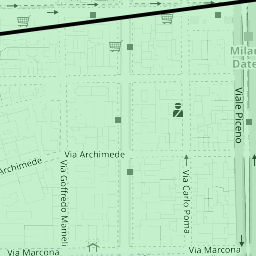 Milan
Date
Viale Piceno
Via Archimede
Archimede
Via Goffredo Mameli
Via Carlo Poma
Via Marcona
Via Marcona